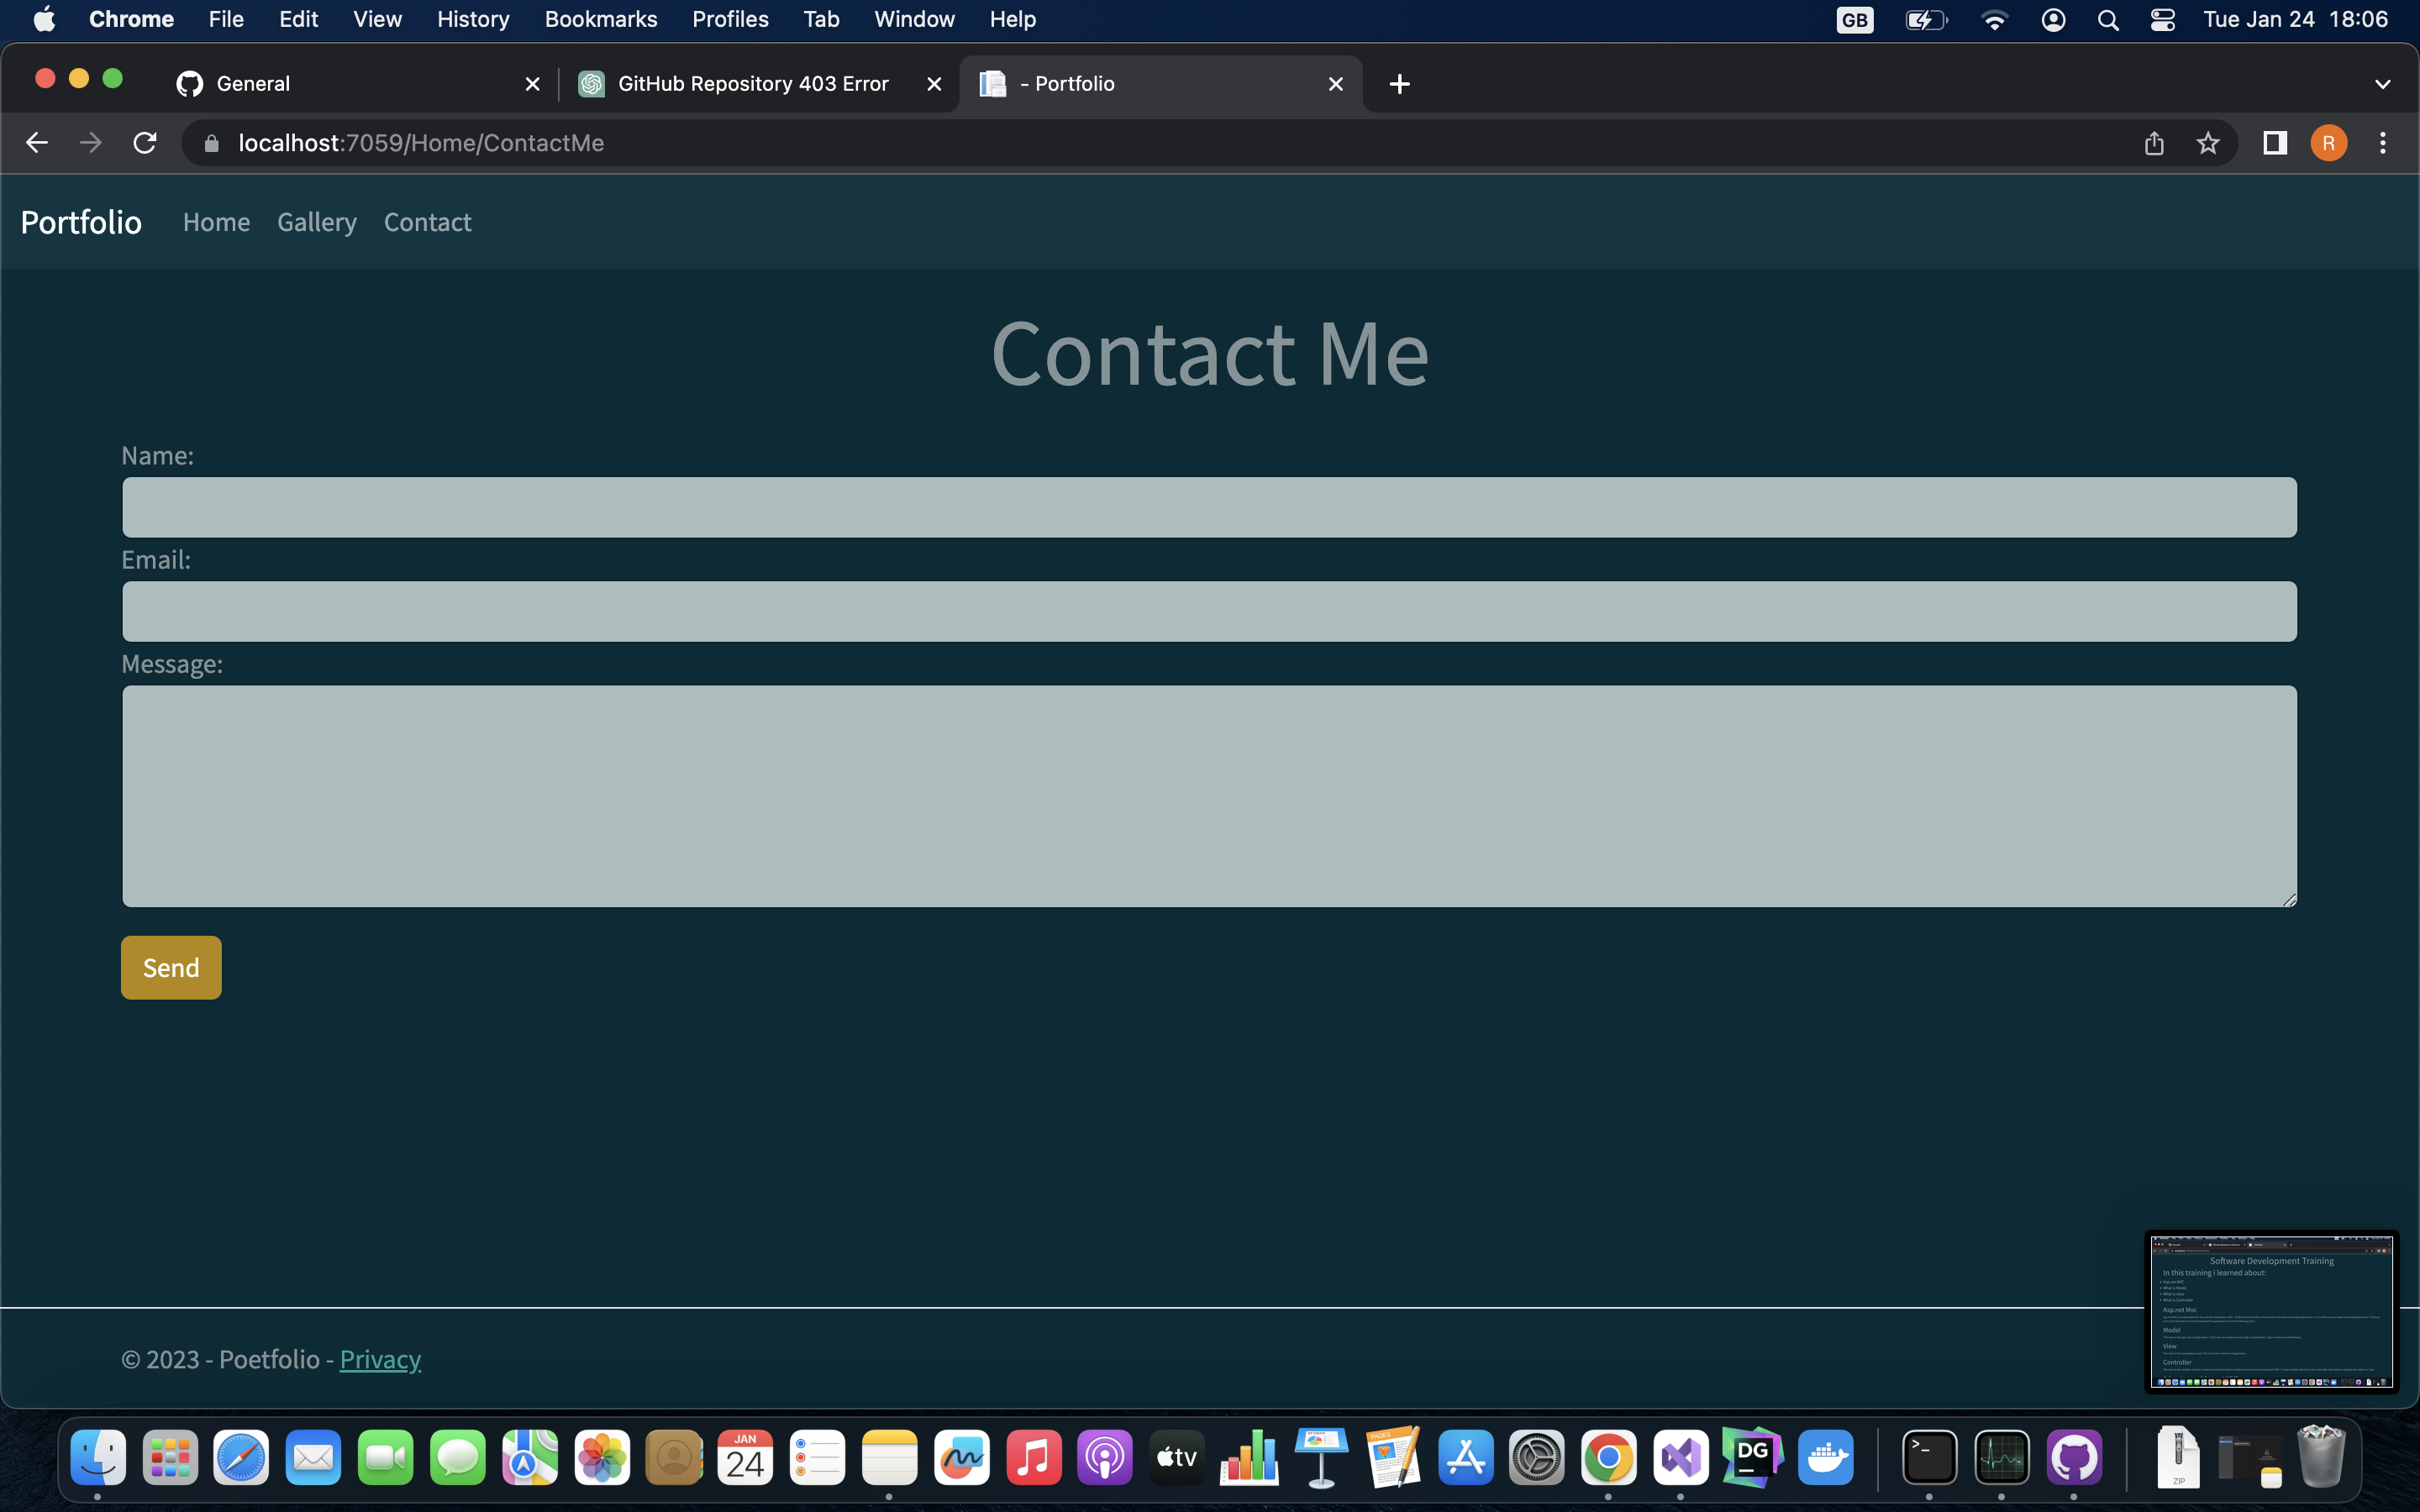 Chrome File Edit View History Bookmarks Profiles Tab Window Help GB Tue Jan 24 18:06
General GitHub Repository 403 Error - Portfolio
localhost:7059/Home/ContactMe R
Portfolio Home Gallery Contact
Contact Me
Name:
Email:
Message:
Send
Software Development Training
In this training i learned about:
Asp.net Mvc
Model
View
Controller
© 2023 - Poetfolio - Privacy
JAN
24
tv
PAGES
DG
>_
ZIP